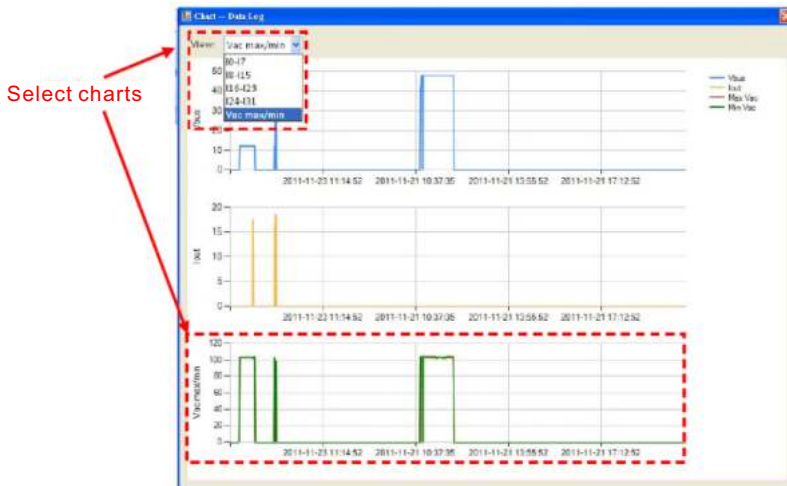 Chart -- Data Log
View: Vac max/min
I0-I7
I8-I15
I16-I23
I24-I31
Vac max/min
Select charts
50
40
30
20
10
0
Vbus
2011-11-23 11:14:52 2011-11-21 10:37:35 2011-11-21 13:55:52 2011-11-21 17:12:52
Vbus
Iout
Max Vac
Min Vac
20
15
10
5
0
Iout
2011-11-23 11:14:52 2011-11-21 10:37:35 2011-11-21 13:55:52 2011-11-21 17:12:52
120
100
80
60
40
20
0
Vac max/min
2011-11-23 11:14:52 2011-11-21 10:37:35 2011-11-21 13:55:52 2011-11-21 17:12:52